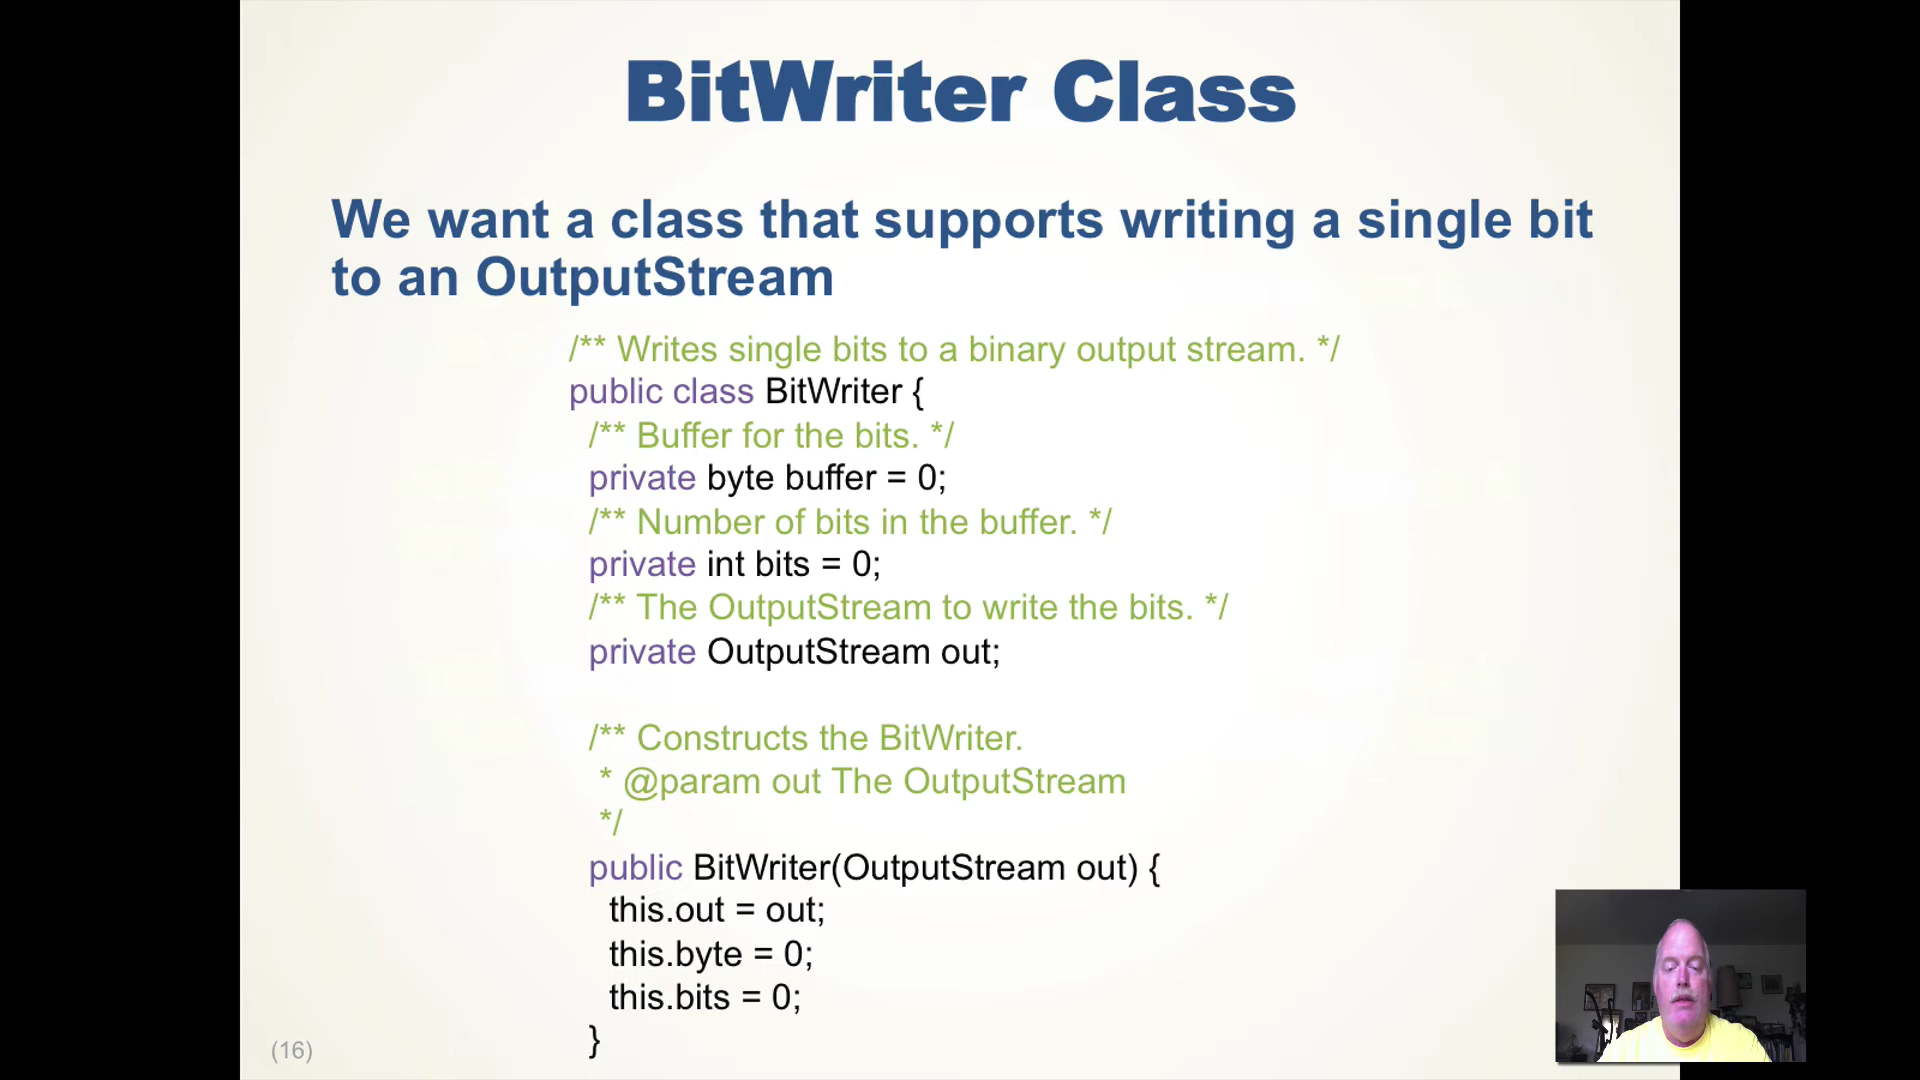 BitWriter Class
We want a class that supports writing a single bit
to an OutputStream
/** Writes single bits to a binary output stream. */
public class BitWriter {
/** Buffer for the bits. */
private byte buffer = 0;
/** Number of bits in the buffer. */
private int bits = 0;
/** The OutputStream to write the bits. */
private OutputStream out;
/** Constructs the BitWriter.
* @param out The OutputStream
*/
public BitWriter(OutputStream out) {
this.out = out;
this.byte = 0;
this.bits = 0;
}
(16)